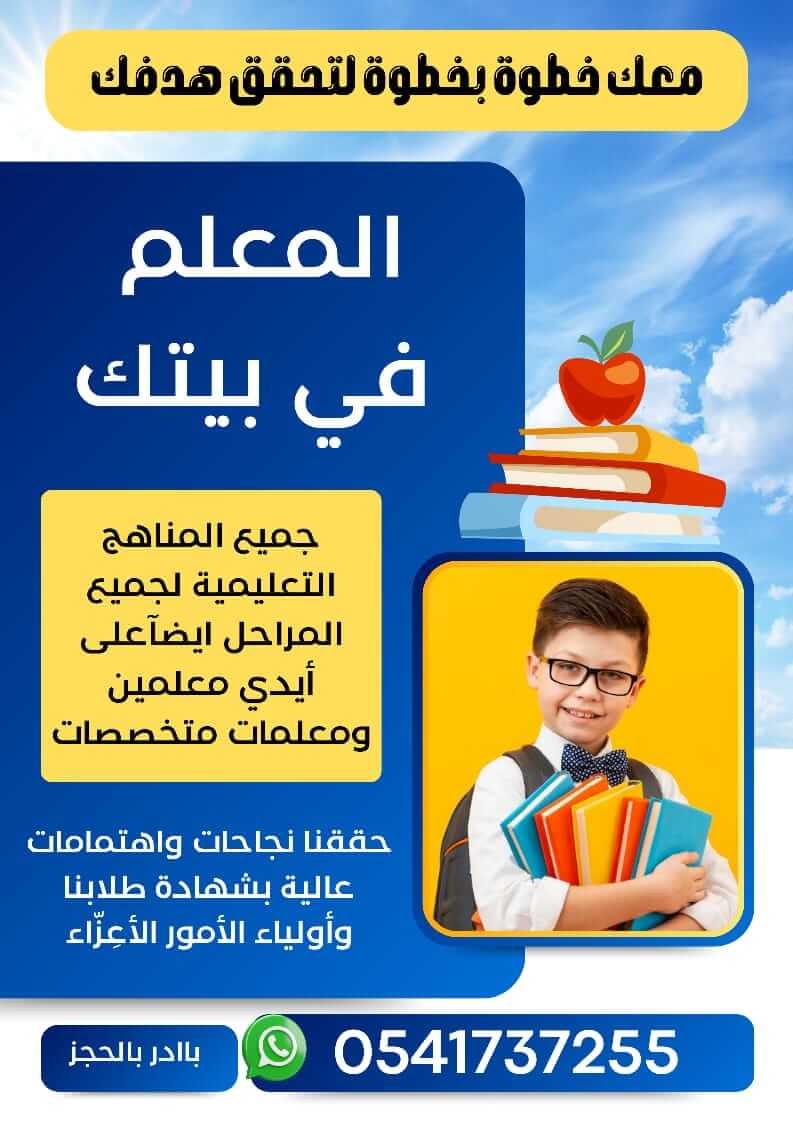 معك خطوة بخطوة لتحقق هدفك
المعلم
في بيتك
جميع المناهج
التعليمية لجميع
المراحل ايضآعلى
أيدي معلمين
ومعلمات متخصصات
حققنا نجاحات واهتمامات
عالية بشهادة طلابنا
وأولياء الأمور الأعِزّاء
0541737255
باادر بالحجز